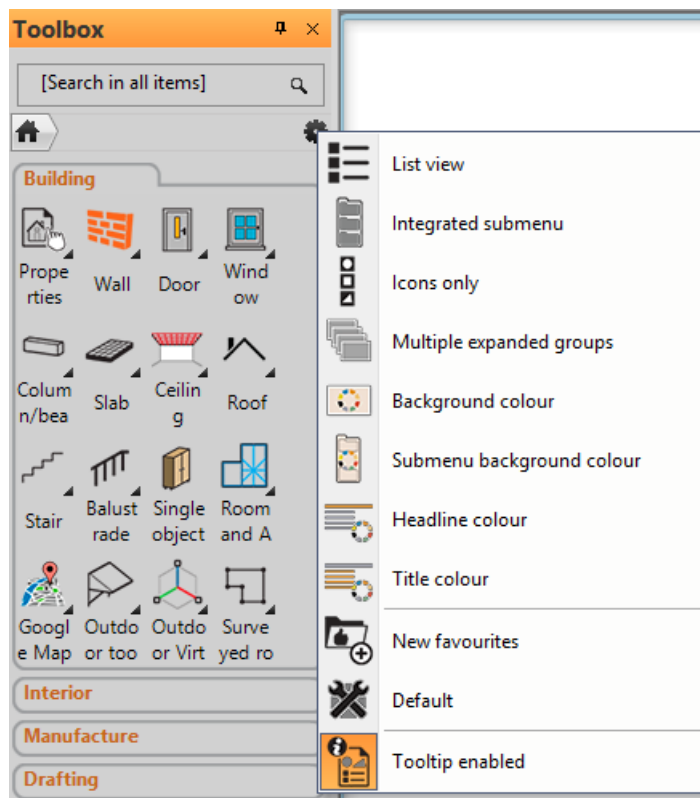 Toolbox
[Search in all items]
Building
Prope
rties
Wall
Door
Wind
ow
Colum
n/bea
Slab
Ceilin
g
Roof
Stair
Balust
rade
Single
object
Room
and A
Googl
e Map
Outdo
or too
Outdo
or Virt
Surve
yed ro
Interior
Manufacture
Drafting
List view
Integrated submenu
Icons only
Multiple expanded groups
Background colour
Submenu background colour
Headline colour
Title colour
New favourites
Default
Tooltip enabled